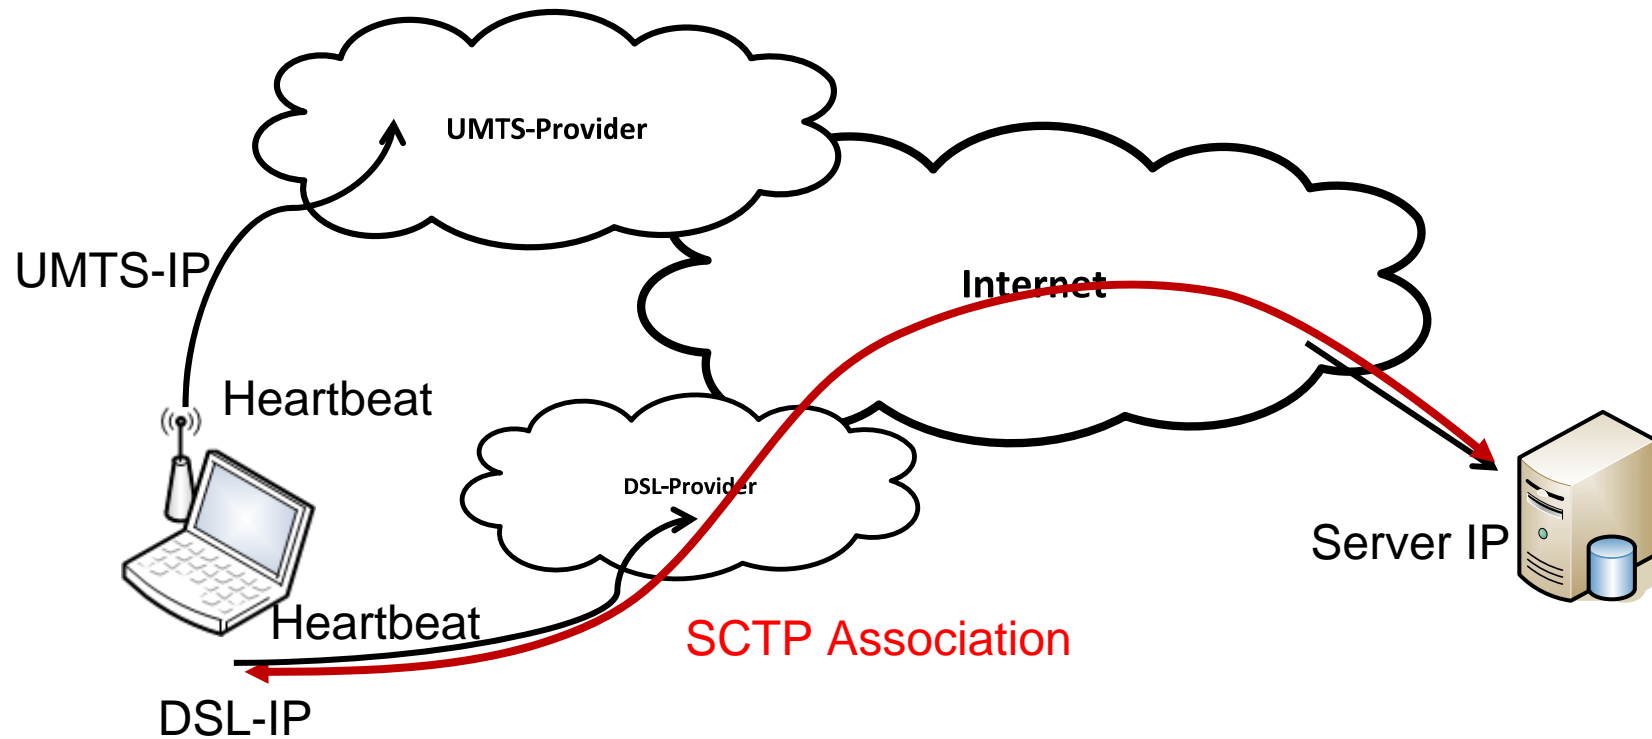 UMTS-Provider
UMTS-IP
Internet
Heartbeat
DSL-Provider
Server IP
Heartbeat
SCTP Association
DSL-IP